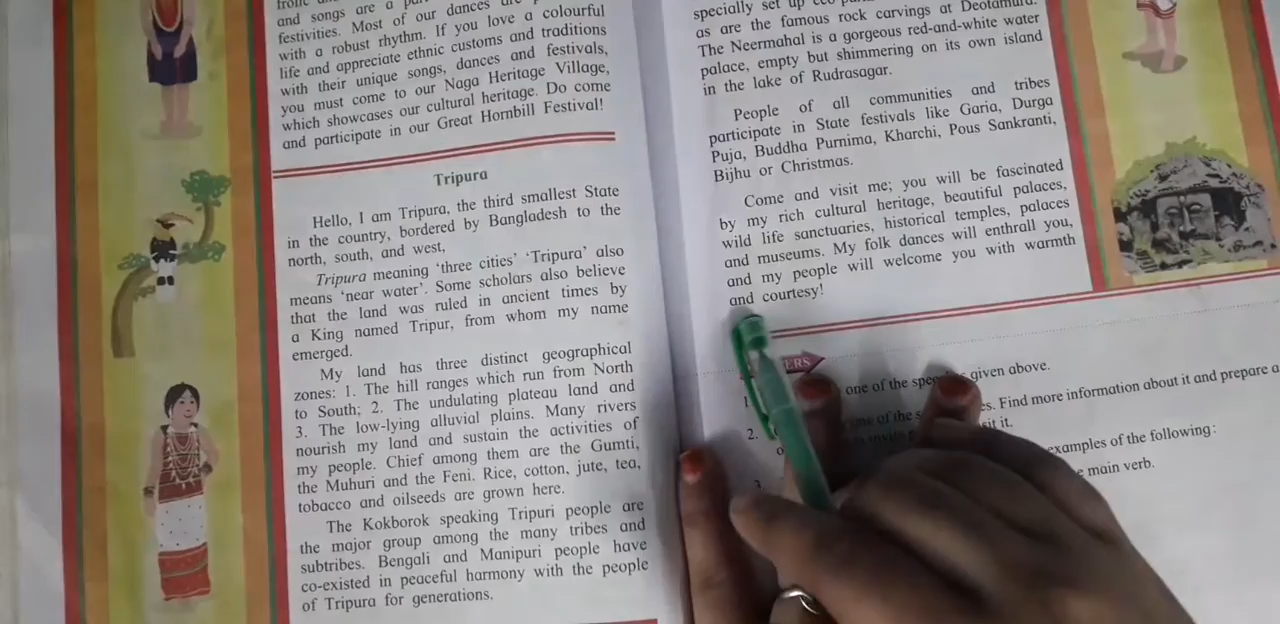 and songs are a
festivities. Most of our dances
with a robust rhythm. If you love a colourful
life and appreciate ethnic customs and traditions
with their unique songs, dances and festivals,
you must come to our Naga Heritage Village,
which showcases our cultural heritage. Do come
and participate in our Great Hornbill Festival!
Tripura
Hello, I am Tripura, the third smallest State
in the country, bordered by Bangladesh to the
north, south, and west,
Tripura meaning ‘three cities’ ‘Tripura’ also
means ‘near water’. Some scholars also believe
that the land was ruled in ancient times by
a King named Tripur, from whom my name
emerged.
My land has three distinct geographical
zones: 1. The hill ranges which run from North
to South; 2. The undulating plateau land and
3. The low-lying alluvial plains. Many rivers
nourish my land and sustain the activities of
my people. Chief among them are the Gumti,
the Muhuri and the Feni. Rice, cotton, jute, tea,
tobacco and oilseeds are grown here.
The Kokborok speaking Tripuri people are
the major group among the many tribes and
subtribes. Bengali and Manipuri people have
co-existed in peaceful harmony with the people
of Tripura for generations.
specially set up
as are the famous rock carvings at Deotamura.
The Neermahal is a gorgeous red-and-white water
palace, empty but shimmering on its own island
in the lake of Rudrasagar.
People of all communities and tribes
participate in State festivals like Garia, Durga
Puja, Buddha Purnima, Kharchi, Pous Sankranti,
Bijhu or Christmas.
Come and visit me; you will be fascinated
by my rich cultural heritage, beautiful palaces,
wild life sanctuaries, historical temples, palaces
and museums. My folk dances will enthrall you,
and my people will welcome you with warmth
and courtesy!
one of the given above.
2. one of the Find more information about it and prepare a
it.
examples of the following:
main verb.